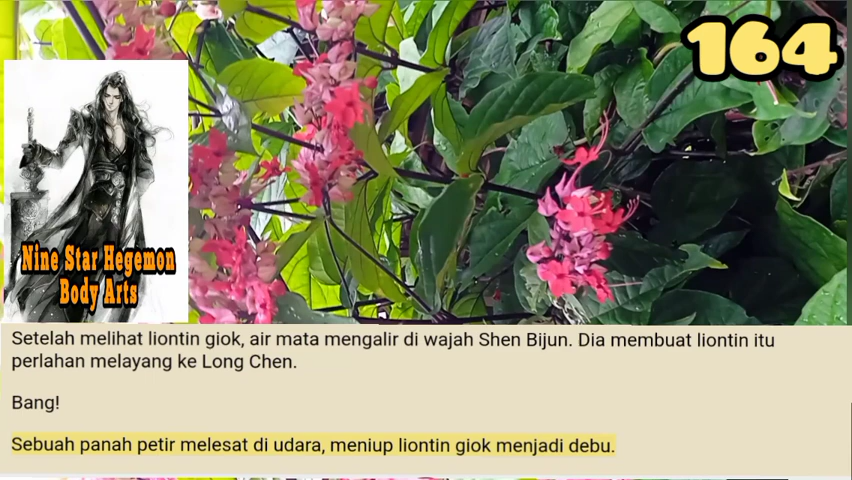 164
Nine Star Hegemon
Body Arts
Setelah melihat liontin giok, air mata mengalir di wajah Shen Bijun. Dia membuat liontin itu
perlahan melayang ke Long Chen.
Bang!
Sebuah panah petir melesat di udara, meniup liontin giok menjadi debu.